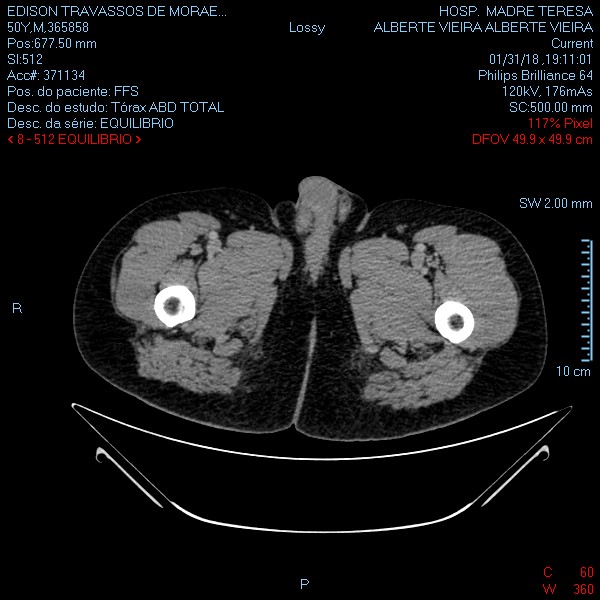 EDISON TRAVASSOS DE MORAE...
50Y,M,365858
Pos:677.50 mm
SI:512
Acc#: 371134
Pos. do paciente: FFS
Desc. do estudo: Tórax ABD TOTAL
Desc. da série: EQUILIBRIO
< 8 - 512 EQUILIBRIO >
Lossy
HOSP. MADRE TERESA
ALBERTE VIEIRA ALBERTE VIEIRA
Current
01/31/18 ,19:11:01
Philips Brilliance 64
120kV, 176mAs
SC:500.00 mm
117% Pixel
DFOV 49.9 x 49.9 cm
SW 2.00 mm
R
10 cm
P
C 60
W 360